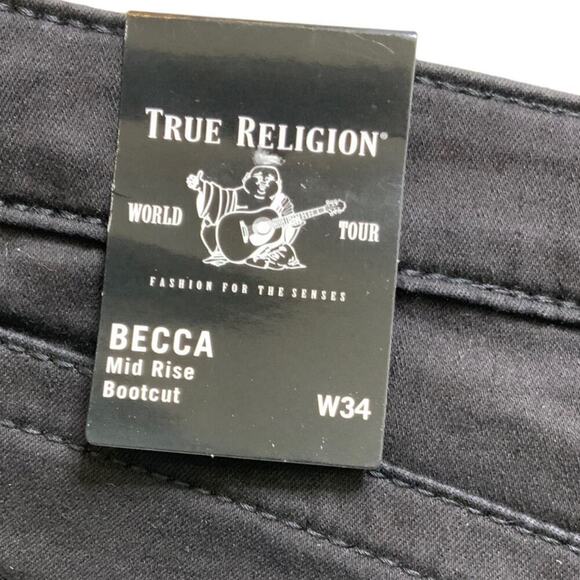 TRUE RELIGION®
WORLD TOUR
FASHION FOR THE SENSES
BECCA
Mid Rise
Bootcut W34